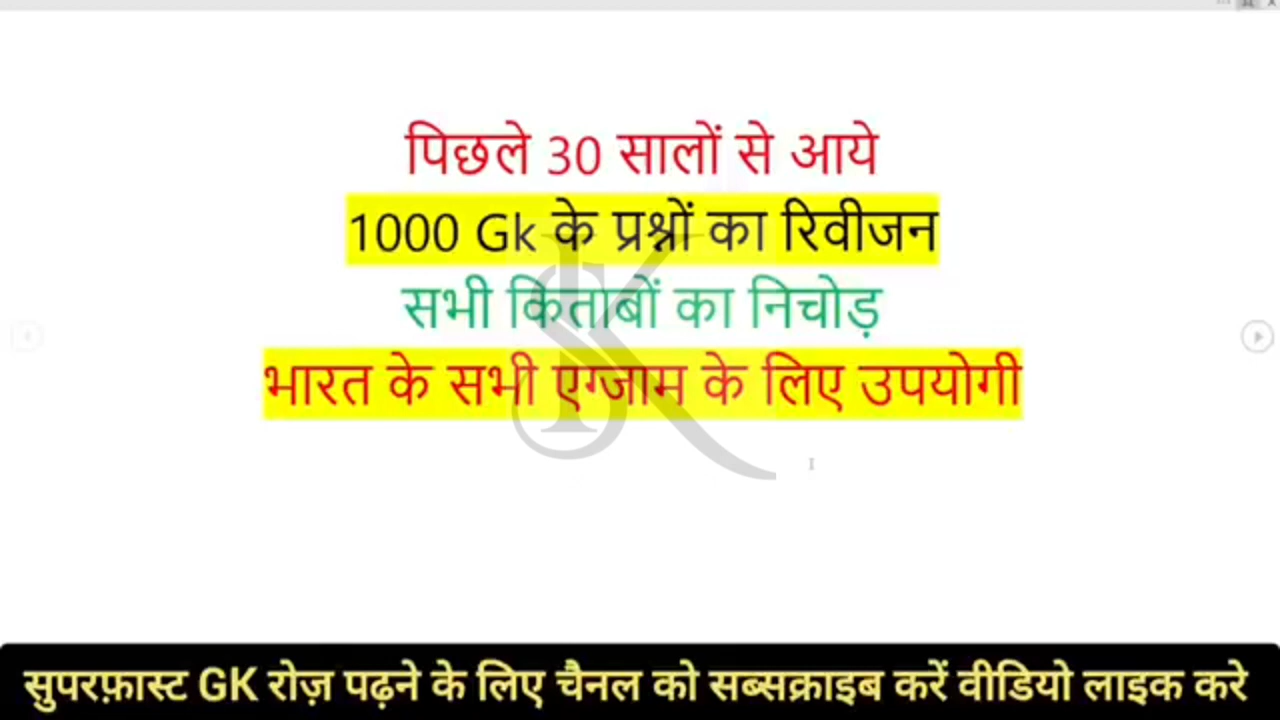 पिछले 30 सालों से आये
1000 Gk के प्रश्नों का रिवीजन
सभी किताबों का निचोड़
भारत के सभी एग्जाम के लिए उपयोगी
सुपरफ़ास्ट GK रोज़ पढ़ने के लिए चैनल को सब्सक्राइब करें वीडियो लाइक करे